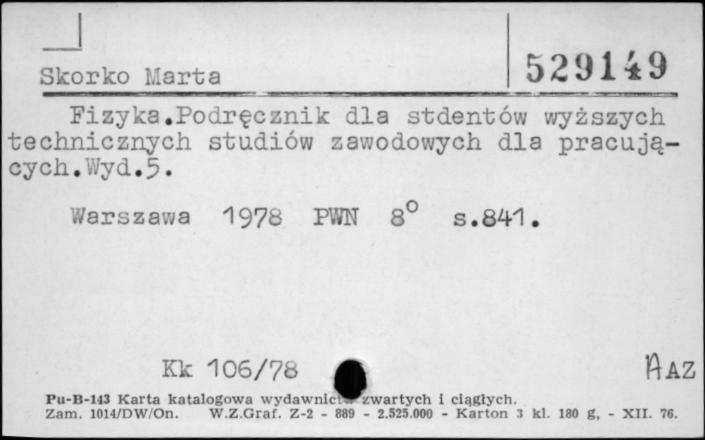 Skorko Marta
529149
Fizyka.Podręcznik dla stdentów wyższych
technicznych studiów zawodowych dla pracują-
cych.Wyd.5.
Warszawa 1978 PWN 8° s.841.
Kk 106/78
AAZ
Pu-B-143 Karta katalogowa zwartych i ciągłych.
Zam. 1014/DW/On. W.Z.Graf. Z-2 - 889 - 2.525.000 - Karton 3 kl. 180 g, - XII. 76.